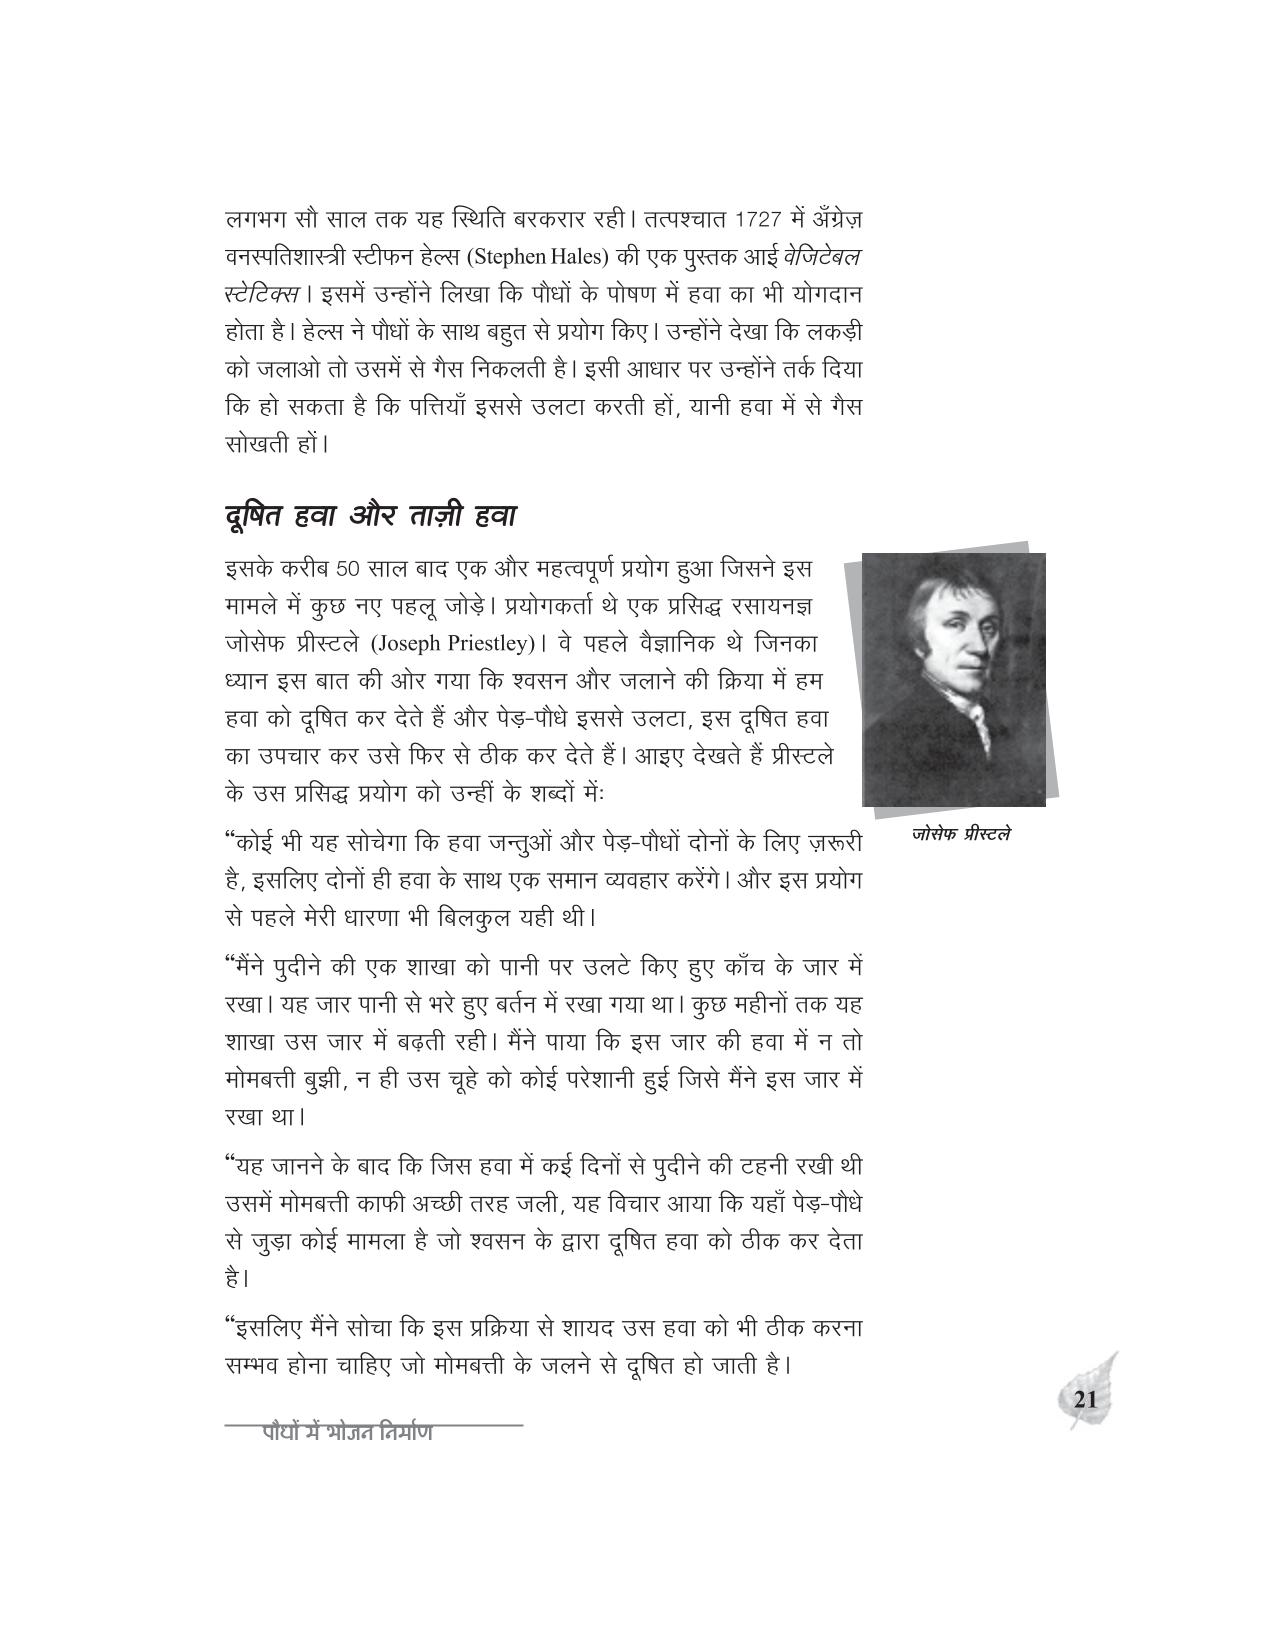 लगभग सौ साल तक यह स्थिति बरकरार रही। तत्पश्चात 1727 में अँग्रेज़
वनस्पतिशास्त्री स्टीफन हेल्स (Stephen Hales) की एक पुस्तक आई वेजिटेबल
स्टेटिक्स। इसमें उन्होंने लिखा कि पौधों के पोषण में हवा का भी योगदान
होता है। हेल्स ने पौधों के साथ बहुत से प्रयोग किए। उन्होंने देखा कि लकड़ी
को जलाओ तो उसमें से गैस निकलती है। इसी आधार पर उन्होंने तर्क दिया
कि हो सकता है कि पत्तियाँ इससे उलटा करती हों, यानी हवा में से गैस
सोखती हों।
दूषित हवा और ताज़ी हवा
इसके करीब 50 साल बाद एक और महत्वपूर्ण प्रयोग हुआ जिसने इस
मामले में कुछ नए पहलू जोड़े। प्रयोगकर्ता थे एक प्रसिद्ध रसायनज्ञ
जोसेफ प्रीस्टले (Joseph Priestley)। वे पहले वैज्ञानिक थे जिनका
ध्यान इस बात की ओर गया कि श्वसन और जलाने की क्रिया में हम
हवा को दूषित कर देते हैं और पेड़-पौधे इससे उलटा, इस दूषित हवा
का उपचार कर उसे फिर से ठीक कर देते हैं। आइए देखते हैं प्रीस्टले
के उस प्रसिद्ध प्रयोग को उन्हीं के शब्दों में:
जोसेफ प्रीस्टले
“कोई भी यह सोचेगा कि हवा जन्तुओं और पेड़-पौधों दोनों के लिए ज़रूरी
है, इसलिए दोनों ही हवा के साथ एक समान व्यवहार करेंगे। और इस प्रयोग
से पहले मेरी धारणा भी बिलकुल यही थी।
“मैंने पुदीने की एक शाखा को पानी पर उलटे किए हुए काँच के जार में
रखा। यह जार पानी से भरे हुए बर्तन में रखा गया था। कुछ महीनों तक यह
शाखा उस जार में बढ़ती रही। मैंने पाया कि इस जार की हवा में न तो
मोमबत्ती बुझी, न ही उस चूहे को कोई परेशानी हुई जिसे मैंने इस जार में
रखा था।
“यह जानने के बाद कि जिस हवा में कई दिनों से पुदीने की टहनी रखी थी
उसमें मोमबत्ती काफी अच्छी तरह जली, यह विचार आया कि यहाँ पेड़-पौधे
से जुड़ा कोई मामला है जो श्वसन के द्वारा दूषित हवा को ठीक कर देता
है।
“इसलिए मैंने सोचा कि इस प्रक्रिया से शायद उस हवा को भी ठीक करना
सम्भव होना चाहिए जो मोमबत्ती के जलने से दूषित हो जाती है।
21
पौधों में भोजन निर्माण